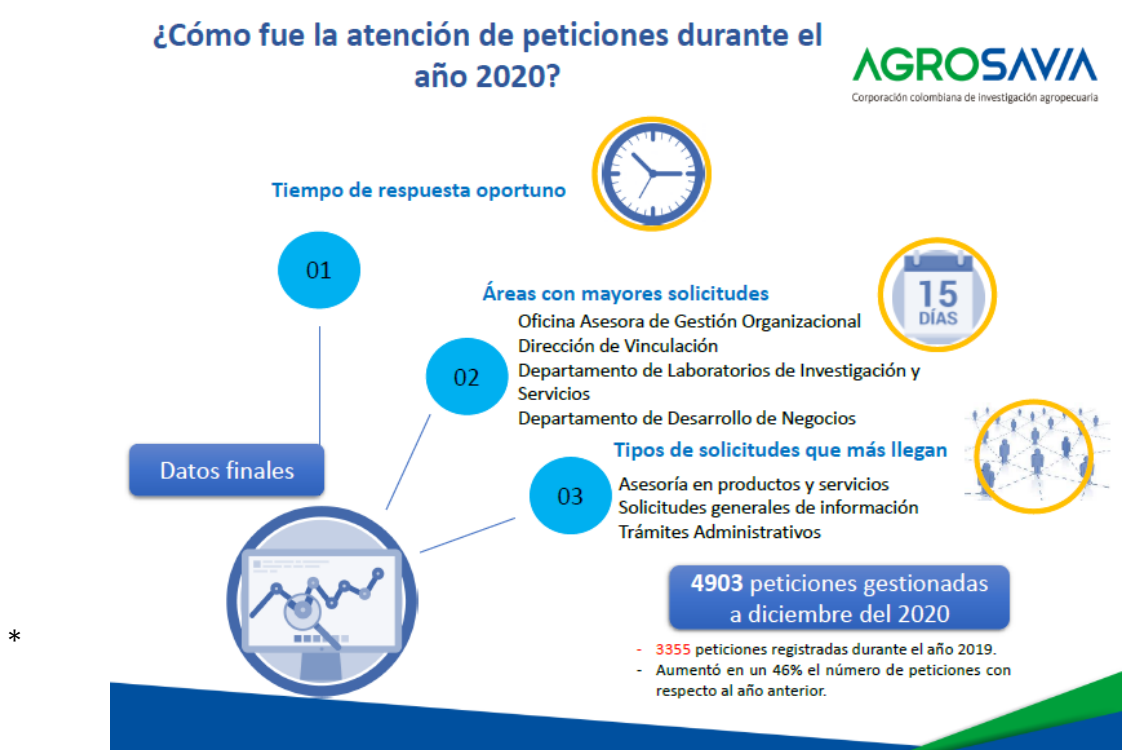 ¿Cómo fue la atención de peticiones durante el
año 2020?
AGROSAVIA
Corporación colombiana de investigación agropecuaria
Tiempo de respuesta oportuno
01
Áreas con mayores solicitudes
15
DÍAS
Oficina Asesora de Gestión Organizacional
Dirección de Vinculación
02
Departamento de Laboratorios de Investigación y
Servicios
Departamento de Desarrollo de Negocios
Tipos de solicitudes que más llegan
Datos finales
03
Asesoría en productos y servicios
Solicitudes generales de información
Trámites Administrativos
4903 peticiones gestionadas
a diciembre del 2020
*
- 3355 peticiones registradas durante el año 2019.
- Aumentó en un 46% el número de peticiones con
respecto al año anterior.